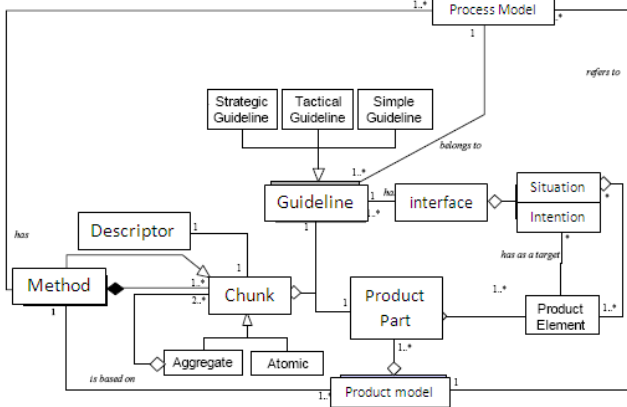 1..*
Process Model
*
1
refers to
Strategic
Guideline
Tactical
Guideline
Simple
Guideline
belongs to
1..*
Guideline
1
ha
1..*
interface
Situation
*
Intention
*
has
Descriptor
1
1
has as a target
Method
1..*
2..*
Chunk
1
1
Product
Part
1..*
Product
Element
1..*
1
Aggregate
Atomic
1..*
is based on
1..*
Product model
1